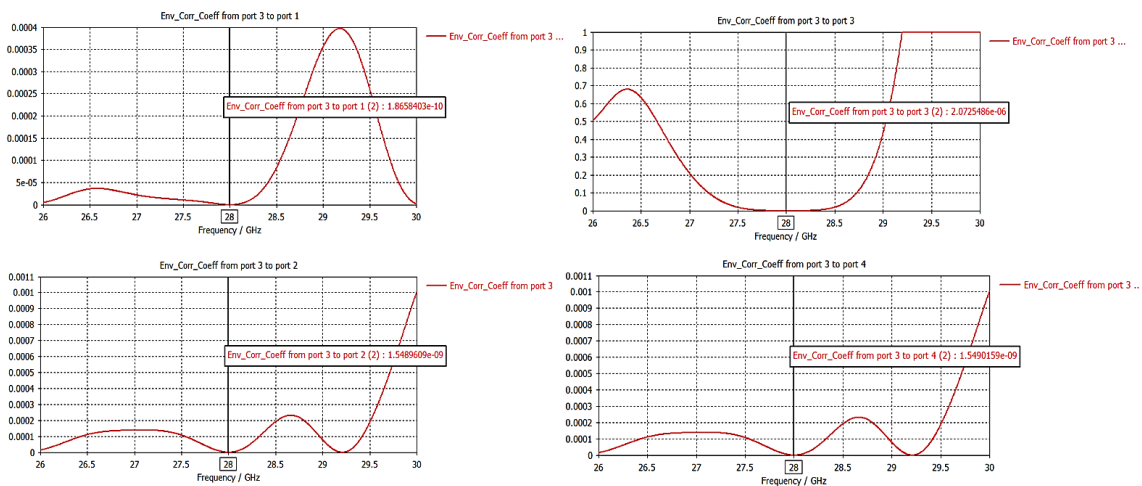 Env_Corr_Coeff from port 3 to port 1
0.0004
0.00035
0.0003
0.00025
0.0002
0.00015
0.0001
5e-05
0
26 26.5 27 27.5 28 28.5 29 29.5 30
Frequency / GHz
Env_Corr_Coeff from port 3 ...
Env_Corr_Coeff from port 3 to port 1 (2) : 1.8658403e-10
Env_Corr_Coeff from port 3 to port 3
1
0.9
0.8
0.7
0.6
0.5
0.4
0.3
0.2
0.1
0
26 26.5 27 27.5 28 28.5 29 29.5 30
Frequency / GHz
Env_Corr_Coeff from port 3 ...
Env_Corr_Coeff from port 3 to port 3 (2) : 2.0725486e-06
Env_Corr_Coeff from port 3 to port 2
0.0011
0.001
0.0009
0.0008
0.0007
0.0006
0.0005
0.0004
0.0003
0.0002
0.0001
0
26 26.5 27 27.5 28 28.5 29 29.5 30
Frequency / GHz
Env_Corr_Coeff from port 3
Env_Corr_Coeff from port 3 to port 2 (2) : 1.5489609e-09
Env_Corr_Coeff from port 3 to port 4
0.0011
0.001
0.0009
0.0008
0.0007
0.0006
0.0005
0.0004
0.0003
0.0002
0.0001
0
26 26.5 27 27.5 28 28.5 29 29.5 30
Frequency / GHz
Env_Corr_Coeff from port 3 ...
Env_Corr_Coeff from port 3 to port 4 (2) : 1.5490159e-09